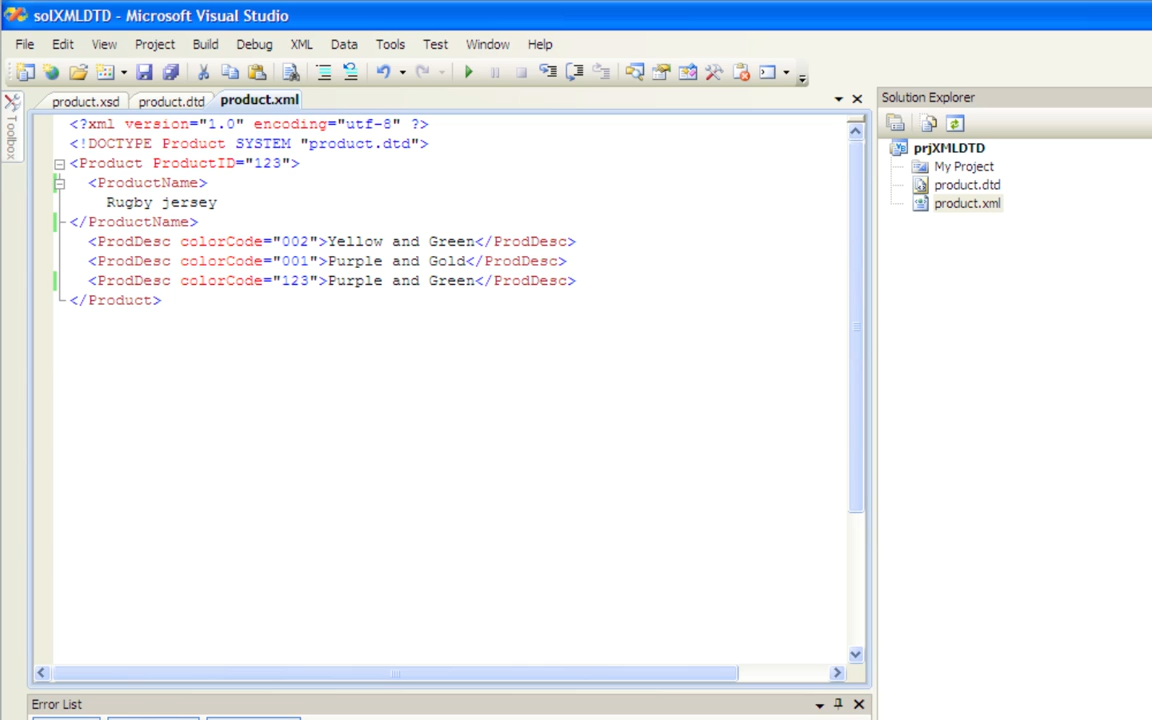 solXMLDTD - Microsoft Visual Studio
File Edit View Project Build Debug XML Data Tools Test Window Help
product.xsd product.dtd product.xml
Toolbox
<?xml version="1.0" encoding="utf-8" ?>
<!DOCTYPE Product SYSTEM "product.dtd">
<Product ProductID="123">
<ProductName>
Rugby jersey
</ProductName>
<ProdDesc colorCode="002">Yellow and Green</ProdDesc>
<ProdDesc colorCode="001">Purple and Gold</ProdDesc>
<ProdDesc colorCode="123">Purple and Green</ProdDesc>
</Product>
Solution Explorer
prjXMLDTD
My Project
product.dtd
product.xml
Error List